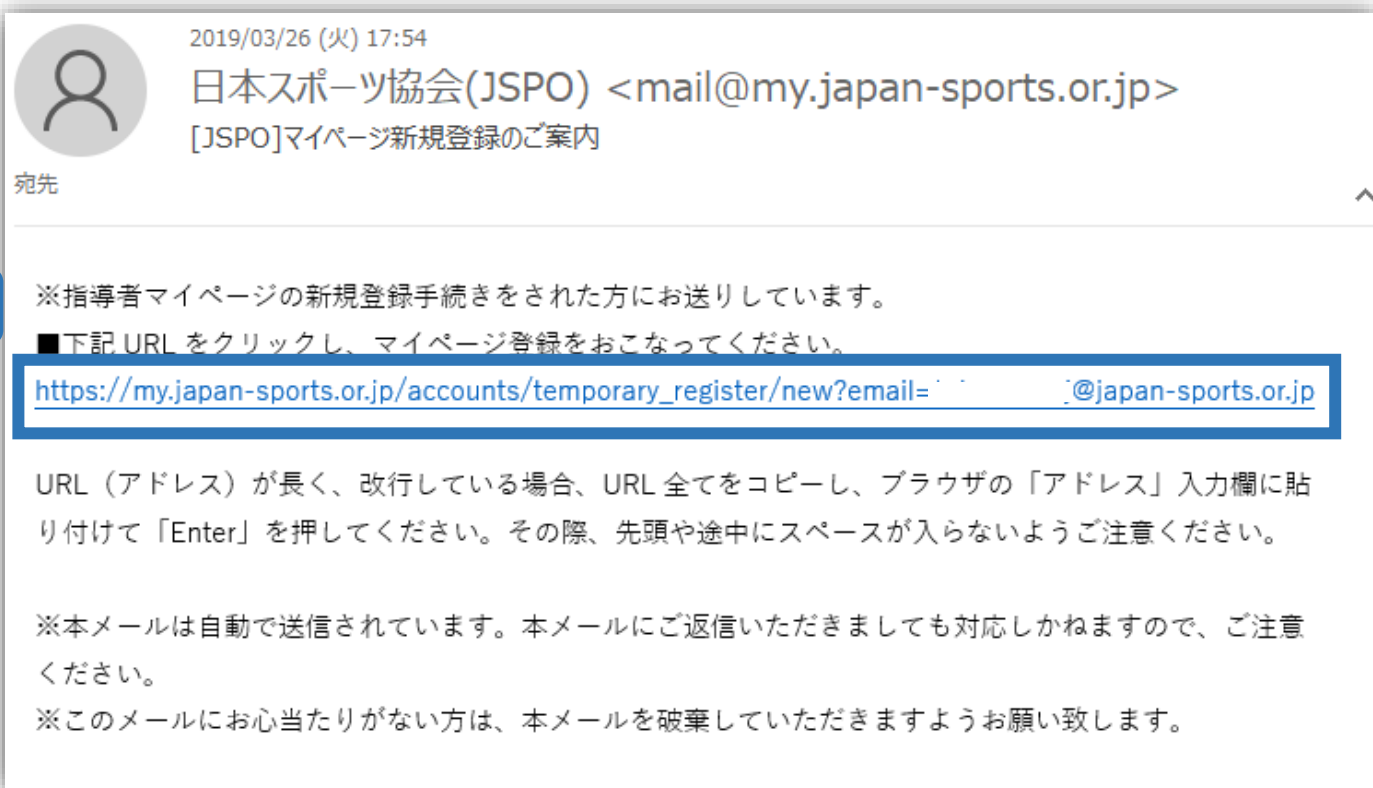 2019/03/26 (火) 17:54
日本スポーツ協会(JSPO) <mail@my.japan-sports.or.jp>
[JSPO]マイページ新規登録のご案内
宛先
※指導者マイページの新規登録手続きをされた方にお送りしています。
■下記 URL をクリックし、マイページ登録をおこなってください。
https://my.japan-sports.or.jp/accounts/temporary_register/new?email= @japan-sports.or.jp
URL（アドレス）が長く、改行している場合、URL 全てをコピーし、ブラウザの「アドレス」入力欄に貼
り付けて「Enter」を押してください。その際、先頭や途中にスペースが入らないようご注意ください。
※本メールは自動で送信されています。本メールにご返信いただきましても対応しかねますので、ご注意
ください。
※このメールにお心当たりがない方は、本メールを破棄していただきますようお願い致します。